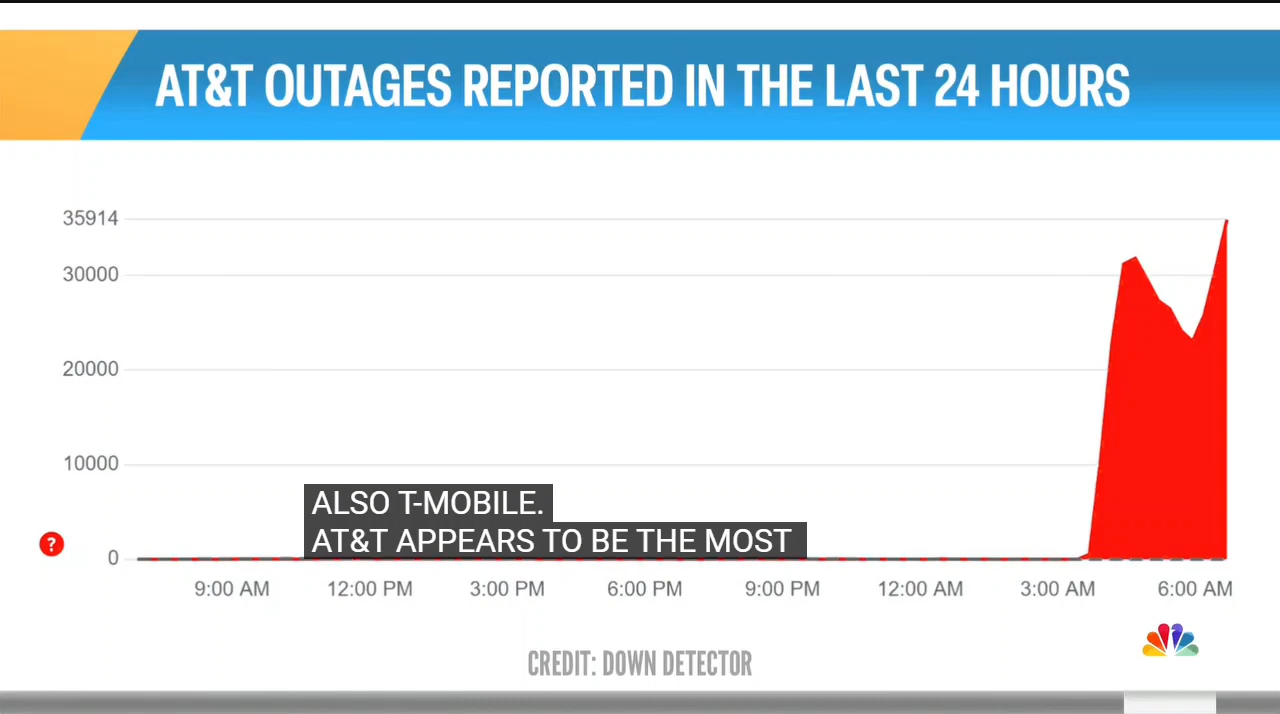 AT&T OUTAGES REPORTED IN THE LAST 24 HOURS
35914
30000
20000
10000
ALSO T-MOBILE.
AT&T APPEARS TO BE THE MOST
?
0
9:00 AM 12:00 PM 3:00 PM 6:00 PM 9:00 PM 12:00 AM 3:00 AM 6:00 AM
CREDIT: DOWN DETECTOR